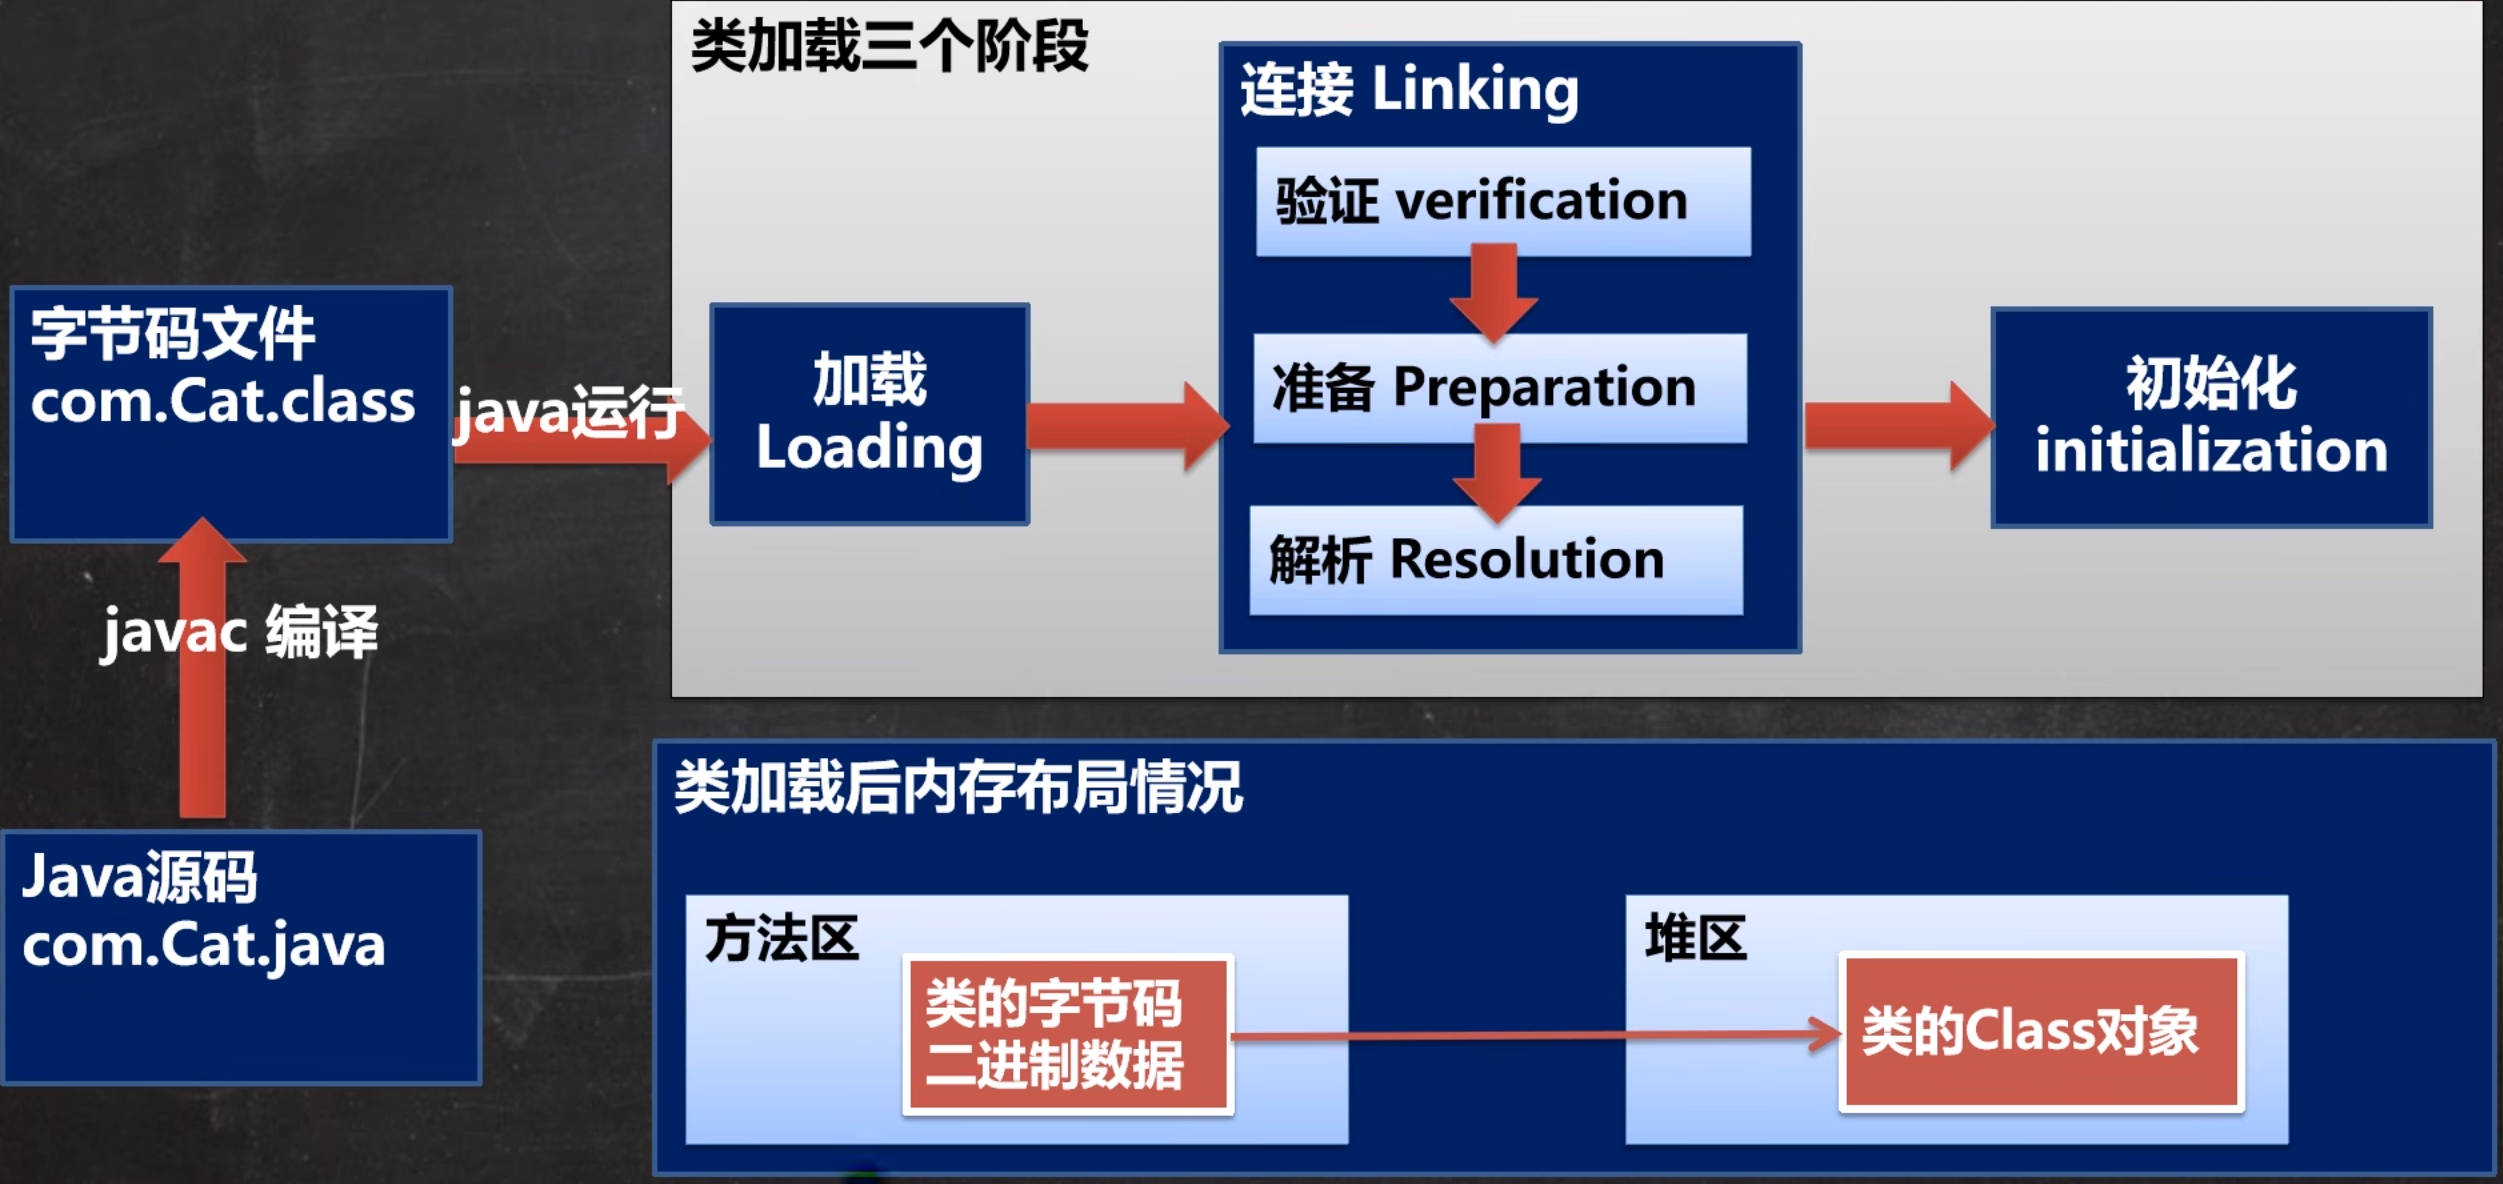 类加载三个阶段
连接 Linking
验证 verification
准备 Preparation
解析 Resolution
字节码文件
com.Cat.class
java运行
加载
Loading
初始化
initialization
javac 编译
Java源码
com.Cat.java
类加载后内存布局情况
方法区
类的字节码
二进制数据
堆区
类的Class对象